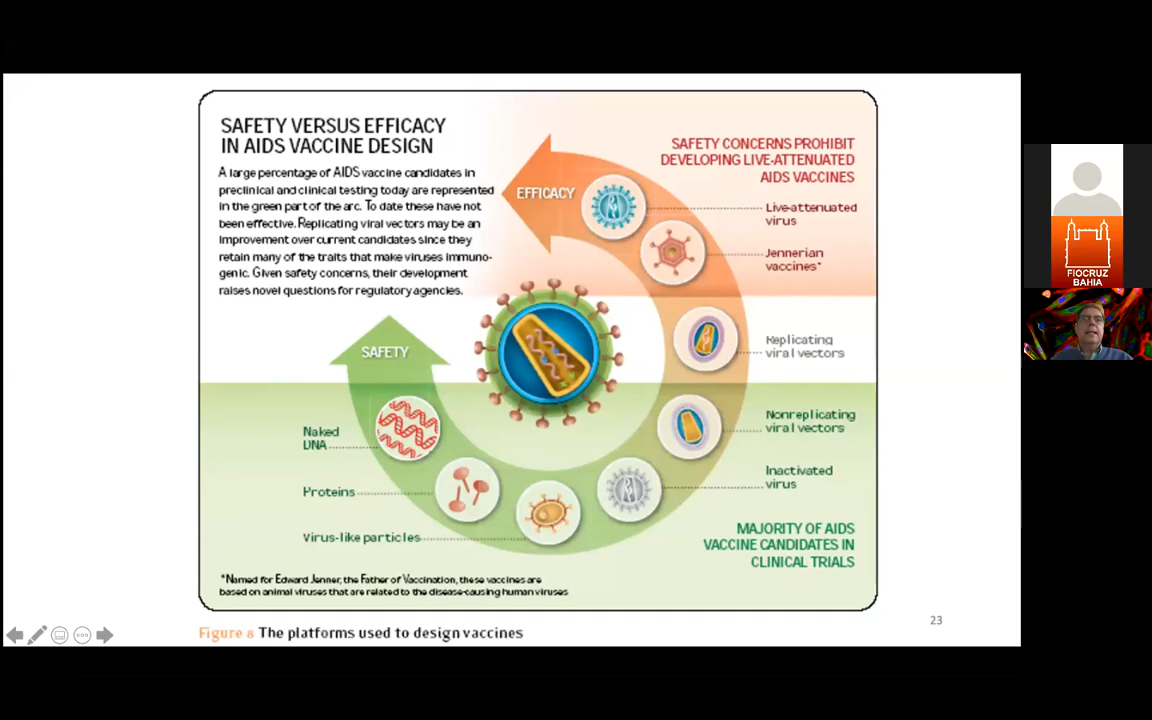 SAFETY VERSUS EFFICACY
IN AIDS VACCINE DESIGN
A large percentage of AIDS vaccine candidates in
preclinical and clinical testing today are represented
in the green part of the arc. To date these have not
been effective. Replicating viral vectors may be an
improvement over current candidates since they
retain many of the traits that make viruses immuno-
genic. Given safety concerns, their development
raises novel questions for regulatory agencies.
EFFICACY
SAFETY CONCERNS PROHIBIT
DEVELOPING LIVE-ATTENUATED
AIDS VACCINES
Live-attenuated
virus
Jennerian
vaccines*
Replicating
viral vectors
SAFETY
Nonreplicating
viral vectors
Inactivated
virus
Naked
DNA
Proteins
Virus-like particles
MAJORITY OF AIDS
VACCINE CANDIDATES IN
CLINICAL TRIALS
*Named for Edward Jenner, the Father of Vaccination, these vaccines are
based on animal viruses that are related to the disease-causing human viruses
Figure 8 The platforms used to design vaccines
23
FIOCRUZ
BAHIA